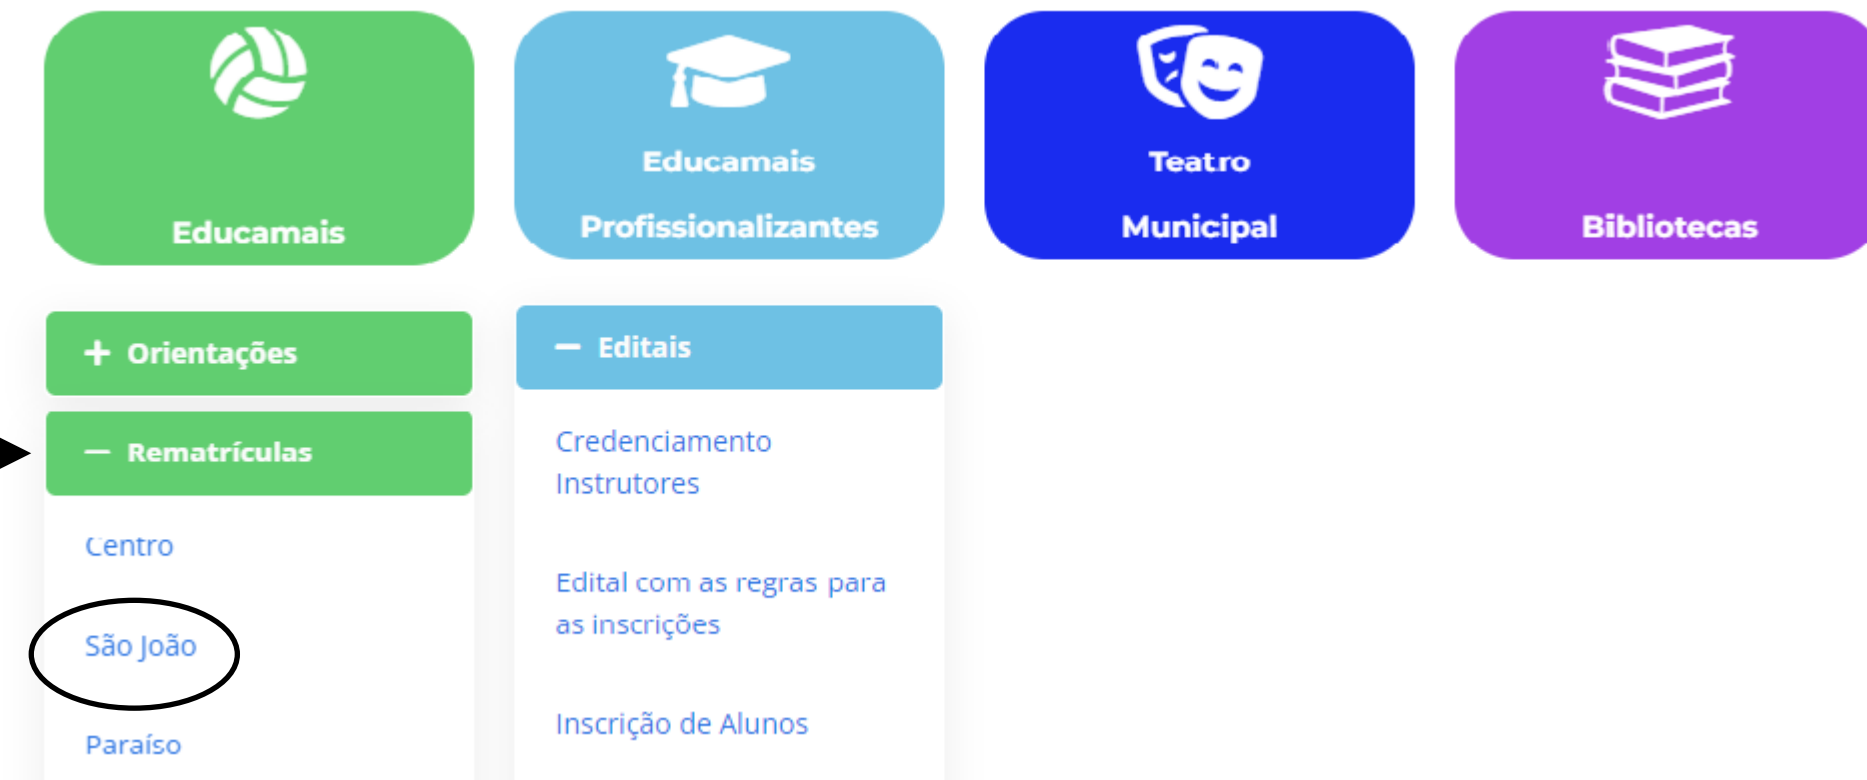 Educamais
Educamais
Profissionalizantes
Teatro
Municipal
Bibliotecas
+ Orientações
— Rematrículas
Centro
São João
Paraíso
— Editais
Credenciamento
Instrutores
Edital com as regras para
as inscrições
Inscrição de Alunos